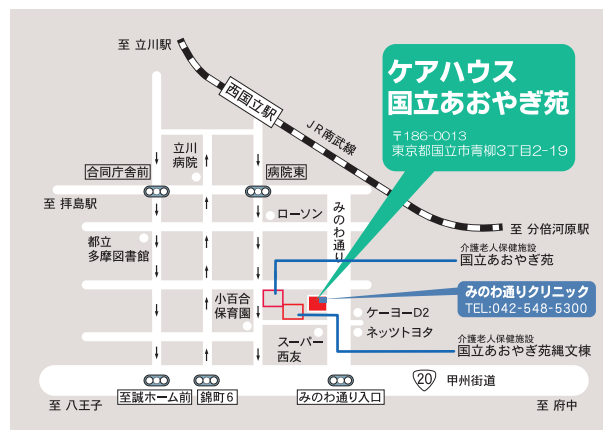 至 立川駅
ケアハウス
国立あおやぎ苑
〒186-0013
東京都国立市青柳3丁目2-19
西国立駅
JR南武線
立川
病院
合同庁舎前
病院東
至 拝島駅
ローソン
みのわ通り
至 分倍河原駅
都立
多摩図書館
介護老人保健施設
国立あおやぎ苑
みのわ通りクリニック
TEL:042-548-5300
小百合
保育園
ケーヨーD2
ネッツトヨタ
スーパー
西友
介護老人保健施設
国立あおやぎ苑縄文棟
20
甲州街道
至誠ホーム前
錦町6
みのわ通り入口
至 八王子
至 府中